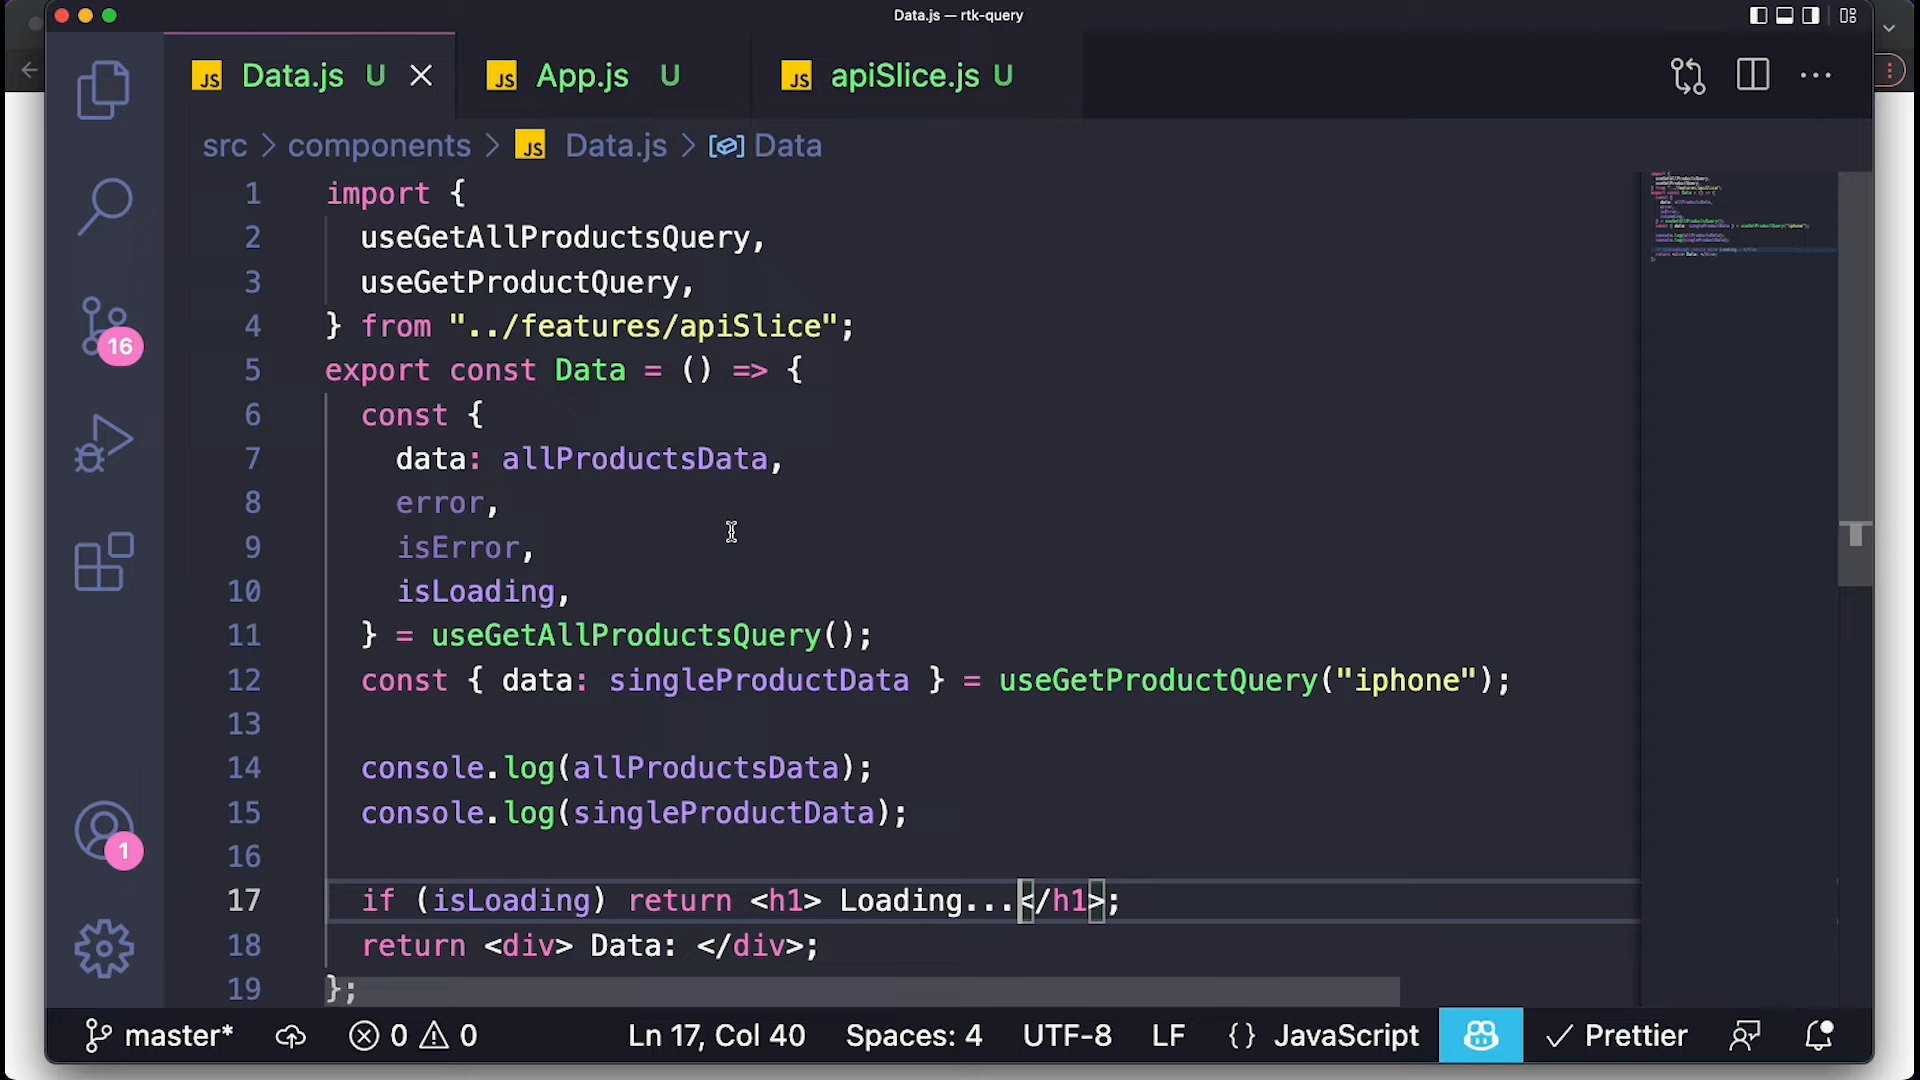 Data.js — rtk-query
JS Data.js U
JS App.js U
JS apiSlice.js U
src > components > JS Data.js > Data
1 import {
2 useGetAllProductsQuery,
3 useGetProductQuery,
4 } from "../features/apiSlice";
5 export const Data = () => {
6 const {
7 data: allProductsData,
8 error,
9 isError,
10 isLoading,
11 } = useGetAllProductsQuery();
12 const { data: singleProductData } = useGetProductQuery("iphone");
13
14 console.log(allProductsData);
15 console.log(singleProductData);
16
17 if (isLoading) return <h1> Loading...</h1>;
18 return <div> Data: </div>;
19 };
16
1
master* 0 0 Ln 17, Col 40 Spaces: 4 UTF-8 LF {} JavaScript Prettier